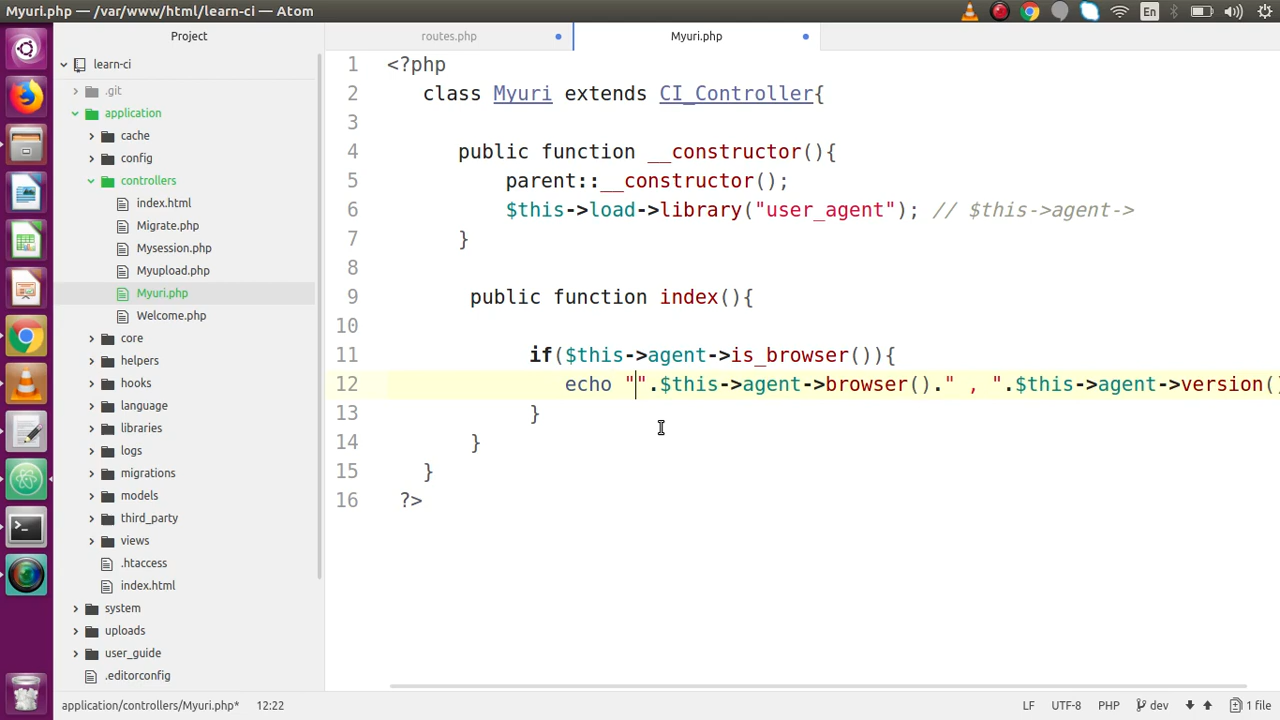 Myuri.php — /var/www/html/learn-ci — Atom
En
Project
routes.php
Myuri.php
learn-ci
.git
application
cache
config
controllers
index.html
Migrate.php
Mysession.php
Myupload.php
Myuri.php
Welcome.php
core
helpers
hooks
language
libraries
logs
migrations
models
third_party
views
.htaccess
index.html
system
uploads
user_guide
.editorconfig
1 <?php
2 class Myuri extends CI_Controller{
3
4 public function __constructor(){
5 parent::__constructor();
6 $this->load->library("user_agent"); // $this->agent->
7 }
8
9 public function index(){
10
11 if($this->agent->is_browser()){
12 echo "".$this->agent->browser()." , ".$this->agent->version()
13 }
14 }
15 }
16 ?>
application/controllers/Myuri.php* 12:22
LF UTF-8 PHP dev 1 file